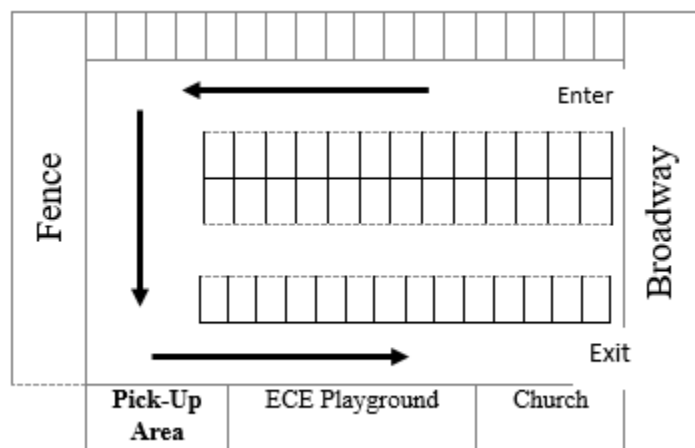 Enter
Fence
Broadway
Exit
Pick-Up
Area
ECE Playground
Church